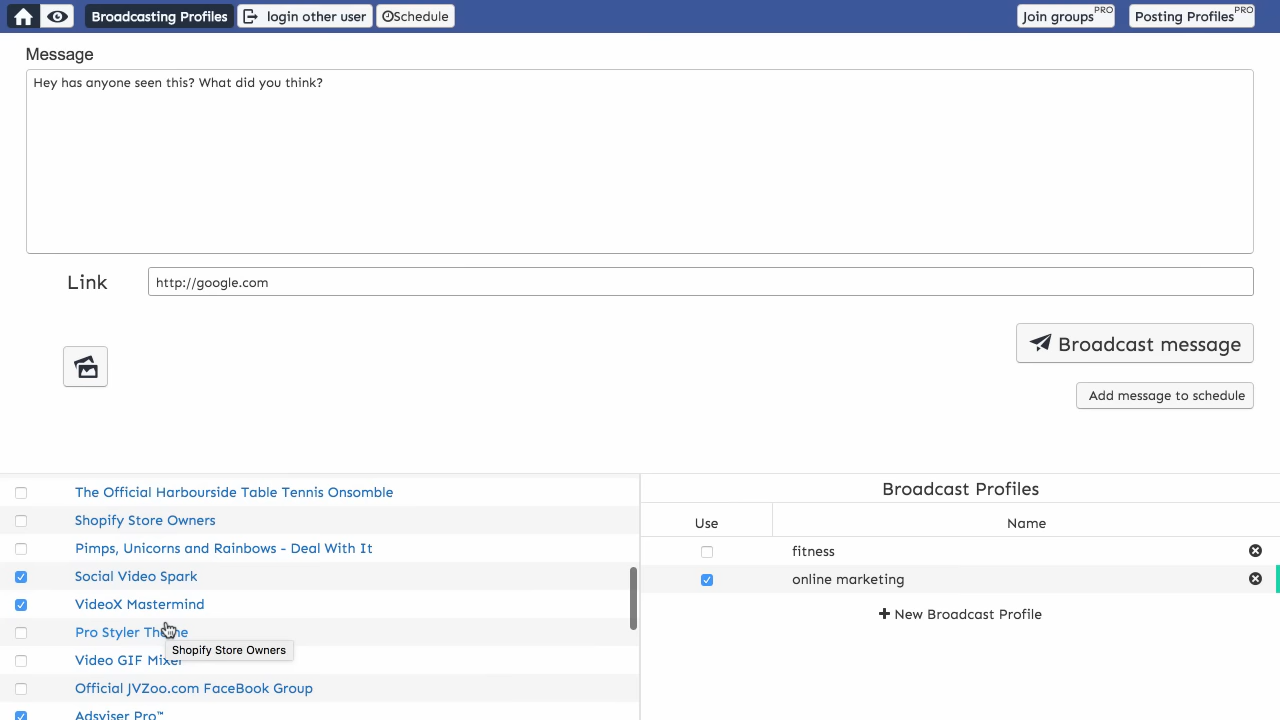 Broadcasting Profiles login other user Schedule Join groups PRO Posting Profiles PRO
Message
Hey has anyone seen this? What did you think?
Link http://google.com
Broadcast message
Add message to schedule
The Official Harbourside Table Tennis Onsomble
Shopify Store Owners
Pimps, Unicorns and Rainbows - Deal With It
Social Video Spark
VideoX Mastermind
Pro Styler Theme
Shopify Store Owners
Video GIF Mixer
Official JVZoo.com FaceBook Group
Adsviser Pro™
Broadcast Profiles
Use Name
fitness
online marketing
New Broadcast Profile